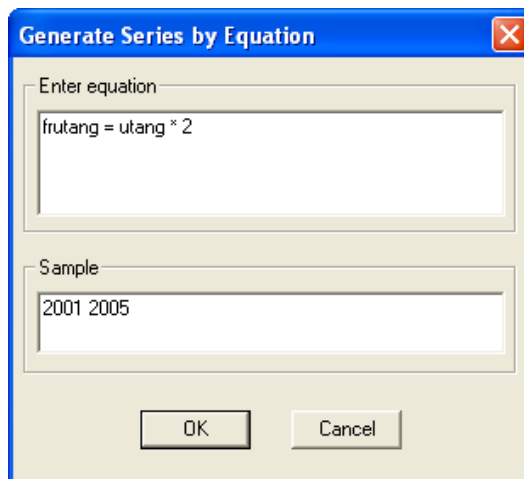 Generate Series by Equation
Enter equation
frutang = utang * 2
Sample
2001 2005
OK
Cancel